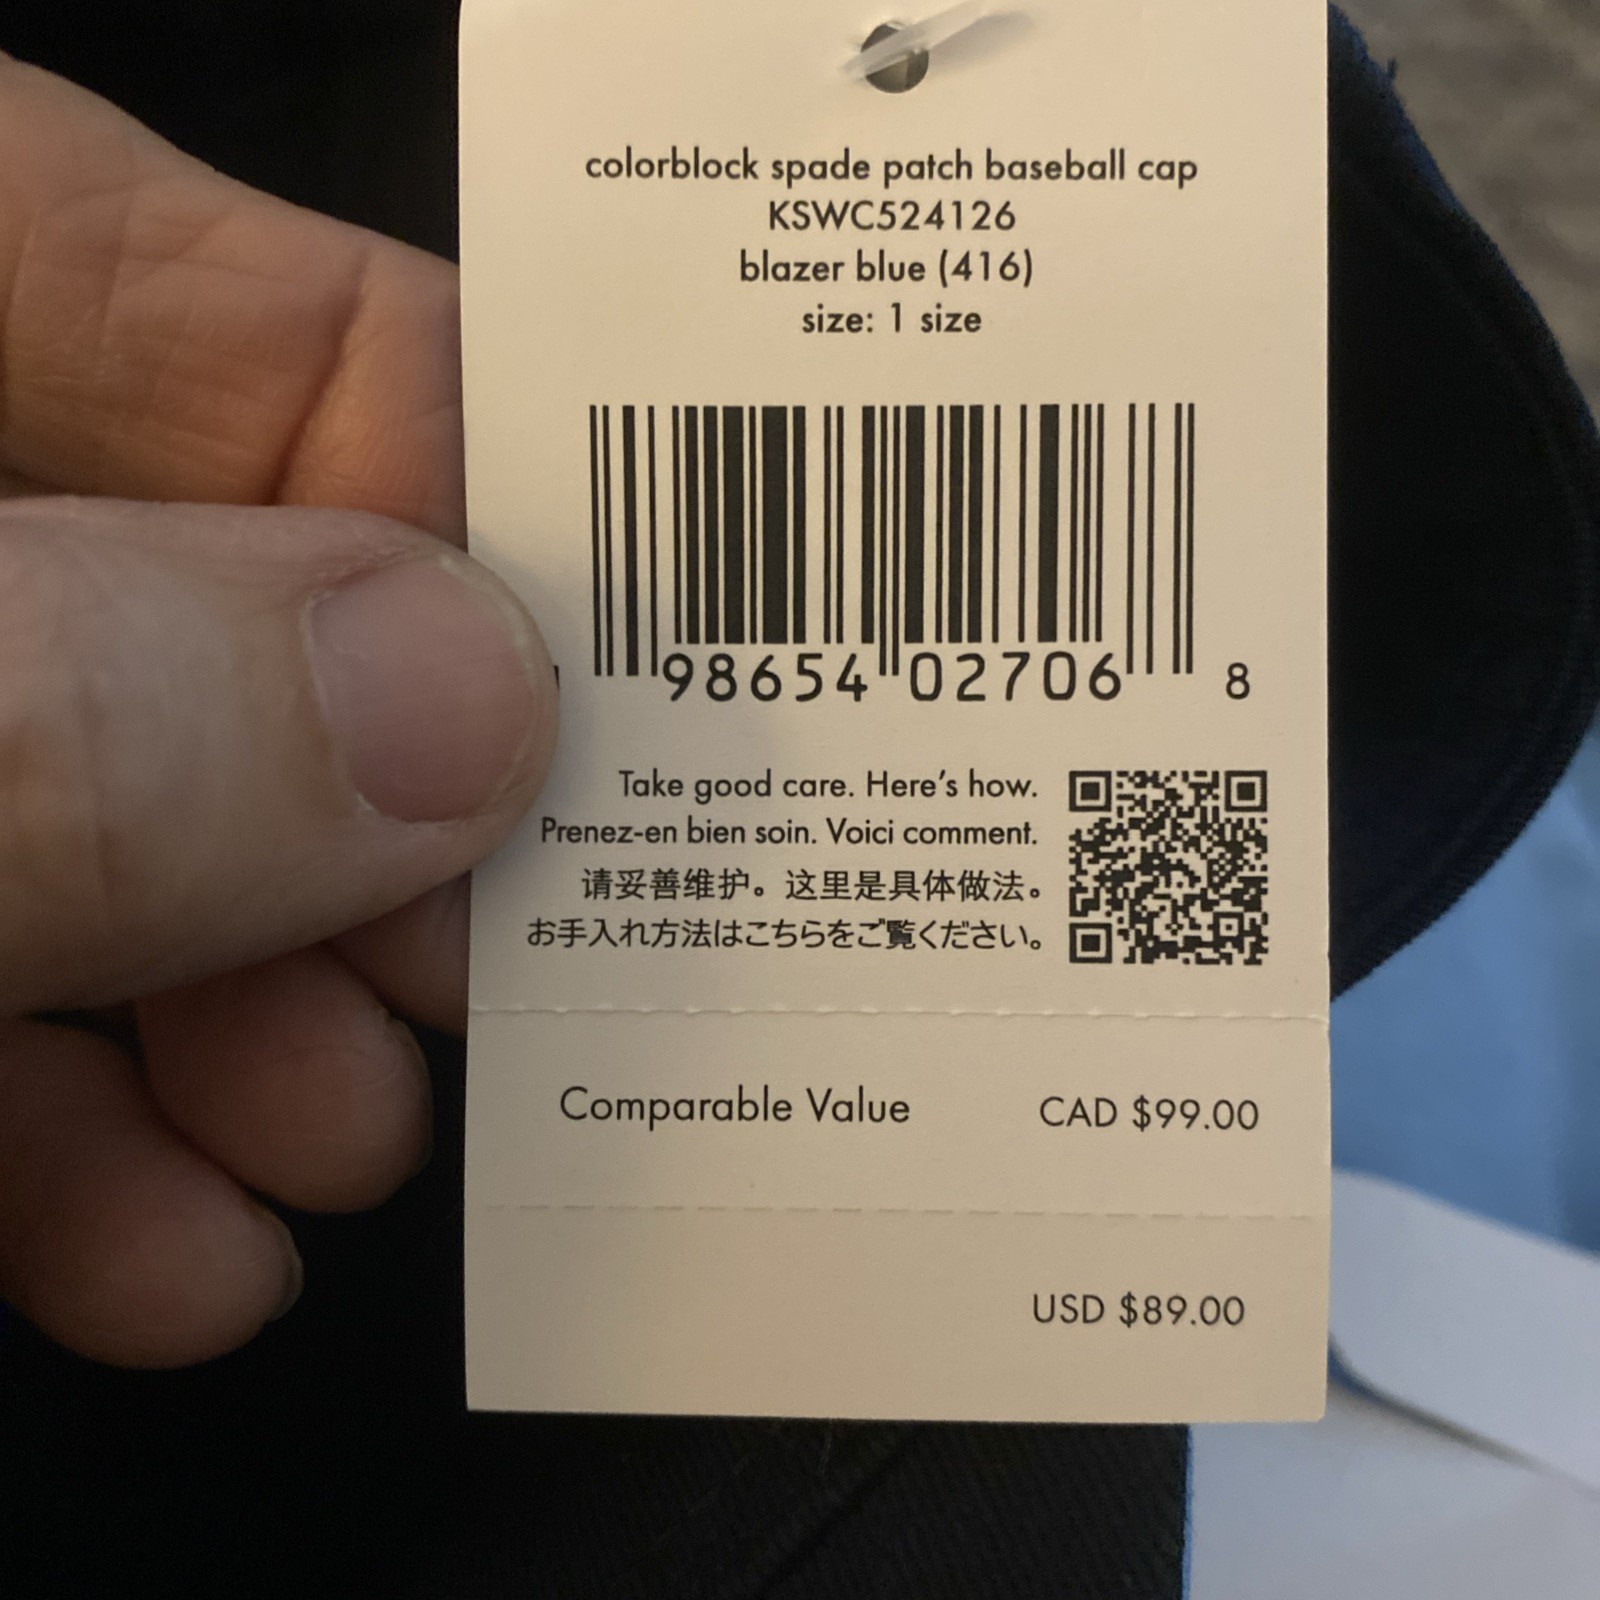 colorblock spade patch baseball cap
KSWC524126
blazer blue (416)
size: 1 size
98654 02706 8
Take good care. Here's how.
Prenez-en bien soin. Voici comment.
请妥善维护。这里是具体做法。
お手入れ方法はこちらをご覧ください。
Comparable Value CAD $99.00
USD $89.00